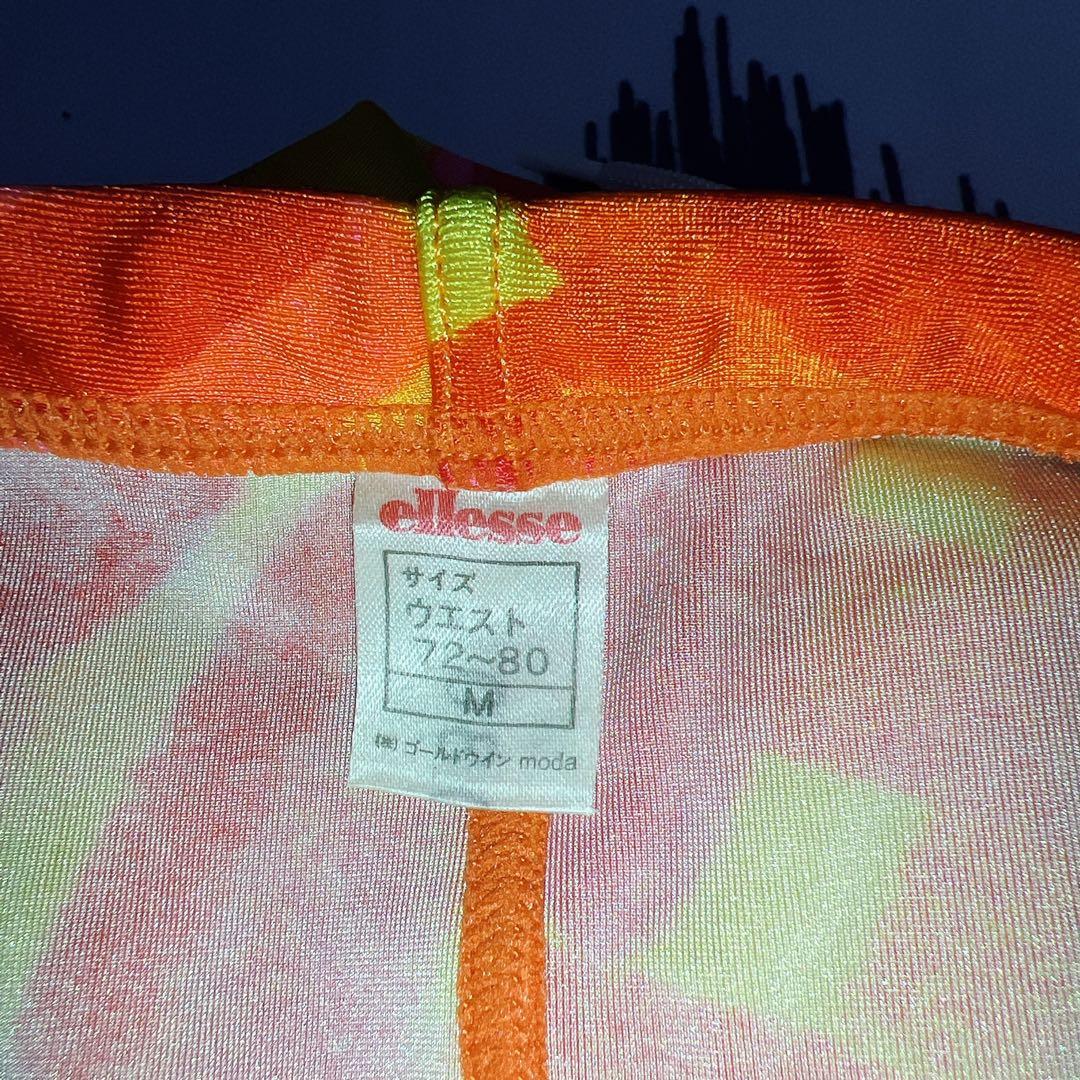 ellesse
サイズ
ウエスト
72~80
M
(株) ゴールドウイン moda